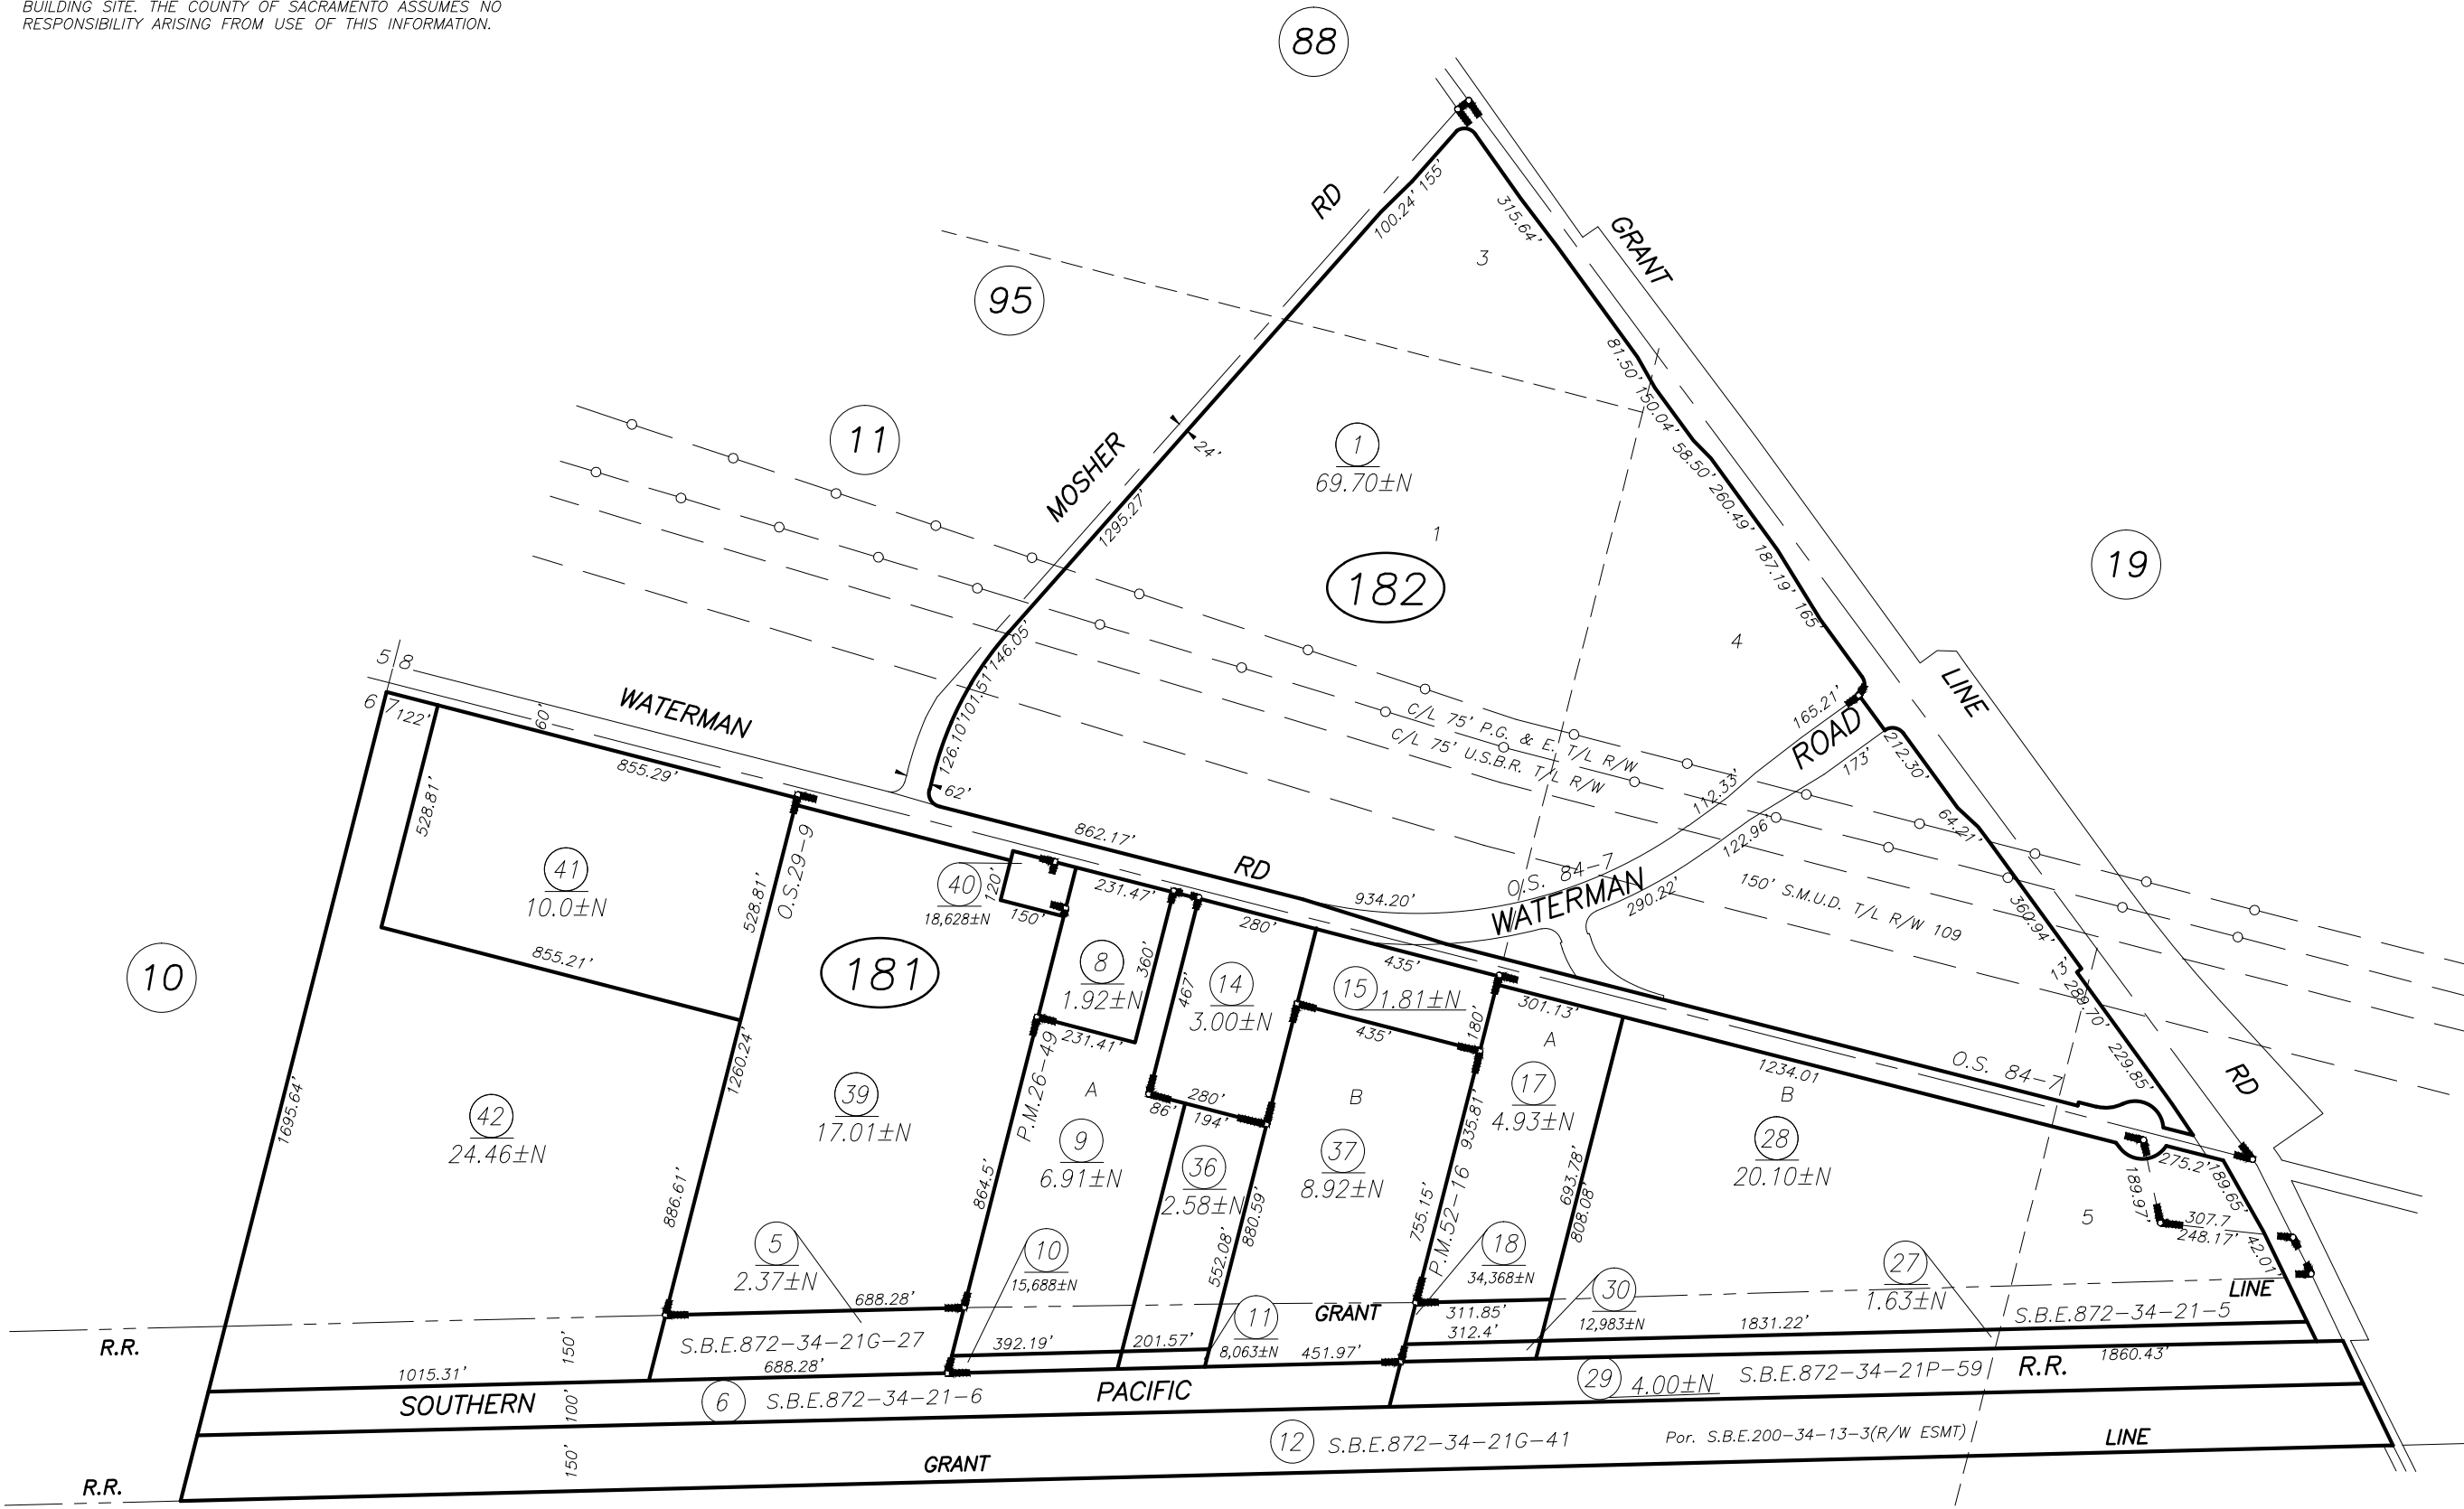 BUILDING SITE. THE COUNTY OF SACRAMENTO ASSUMES NO
RESPONSIBILITY ARISING FROM USE OF THIS INFORMATION.
88
RD
GRANT
155'
100.24'
315.64'
3
95
81.50'
150.04'
11
MOSHER
24'
1
69.70±N
58.50'
260.49'
1295.27'
1
187.19'
19
182
165'
146.05'
4
5
8
6
7
122'
60'
WATERMAN
101.51'
126.10'
62'
C/L 75' P.G. & E. T/L R/W
C/L 75' U.S.B.R. T/L R/W
165.21'
ROAD
LINE
173'
212.30'
112.33'
122.96'
64.21'
855.29'
528.81'
862.17'
RD
O.S. 29-9
528.81'
41
10.0±N
40
18,628±N
120'
150'
231.47'
934.20'
O.S. 84-7
WATERMAN
290.22'
150' S.M.U.D. T/L R/W 109
360.94'
13'
289.70'
229.85'
10
855.21'
181
8
1.92±N
360'
467'
280'
14
3.00±N
435'
15
1.81±N
435'
180'
301.13'
A
1234.01
O.S. 84-7
RD
231.41'
P.M.26-49
1695.64'
1260.24'
42
24.46±N
39
17.01±N
A
9
6.91±N
280'
86'
194'
36
2.58±N
B
37
8.92±N
935.81'
17
4.93±N
B
28
20.10±N
275.2'
189.65'
189.97'
5
307.7
248.17'
42.01'
886.61'
864.5'
880.59'
552.08'
755.15'
P.M.52-16
693.78'
808.08'
5
2.37±N
10
15,688±N
18
34,368±N
27
1.63±N
688.28'
11
8,063±N
GRANT
311.85'
312.4'
30
12,983±N
LINE
S.B.E.872-34-21-5
1831.22'
R.R.
150'
S.B.E.872-34-21G-27
392.19'
201.57'
451.97'
1015.31'
688.28'
1860.43'
SOUTHERN
100'
6
S.B.E.872-34-21-6
PACIFIC
29
4.00±N
S.B.E.872-34-21P-59
R.R.
150'
12
S.B.E.872-34-21G-41
Por. S.B.E.200-34-13-3(R/W ESMT)
LINE
GRANT
R.R.